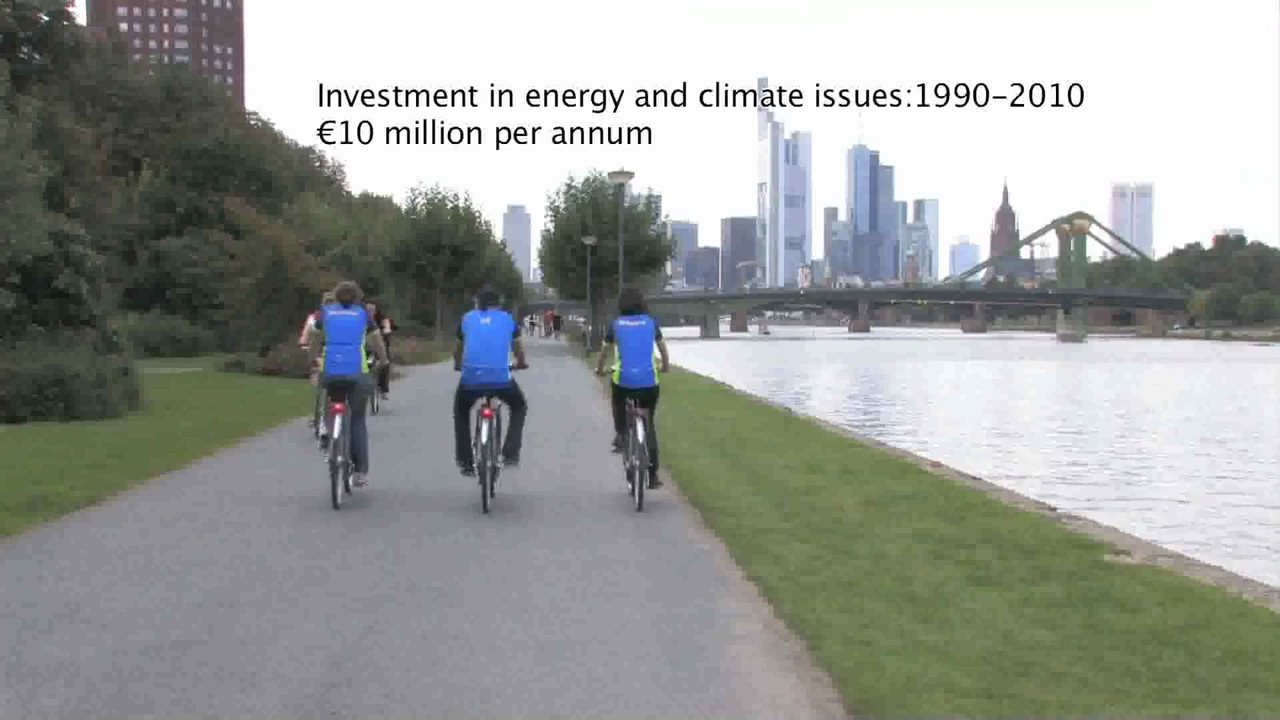 Investment in energy and climate issues:1990-2010
€10 million per annum